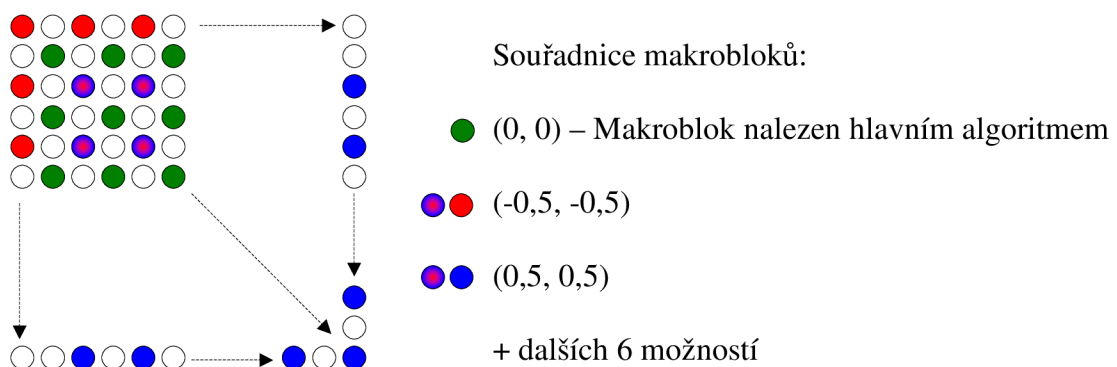 Souřadnice makrobloků:
(0, 0) – Makroblok nalezen hlavním algoritmem
(-0,5, -0,5)
(0,5, 0,5)
+ dalších 6 možností